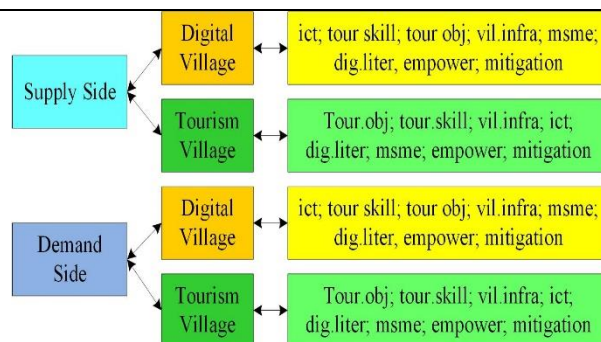 Supply Side
Digital
Village
ict; tour skill; tour obj; vil.infra; msme;
dig.liter, empower; mitigation
Tourism
Village
Tour.obj; tour.skill; vil.infra; ict;
dig.liter; msme; empower; mitigation
Demand
Side
Digital
Village
ict; tour skill; tour obj; vil.infra; msme;
dig.liter, empower; mitigation
Tourism
Village
Tour.obj; tour.skill; vil.infra; ict;
dig.liter; msme; empower; mitigation